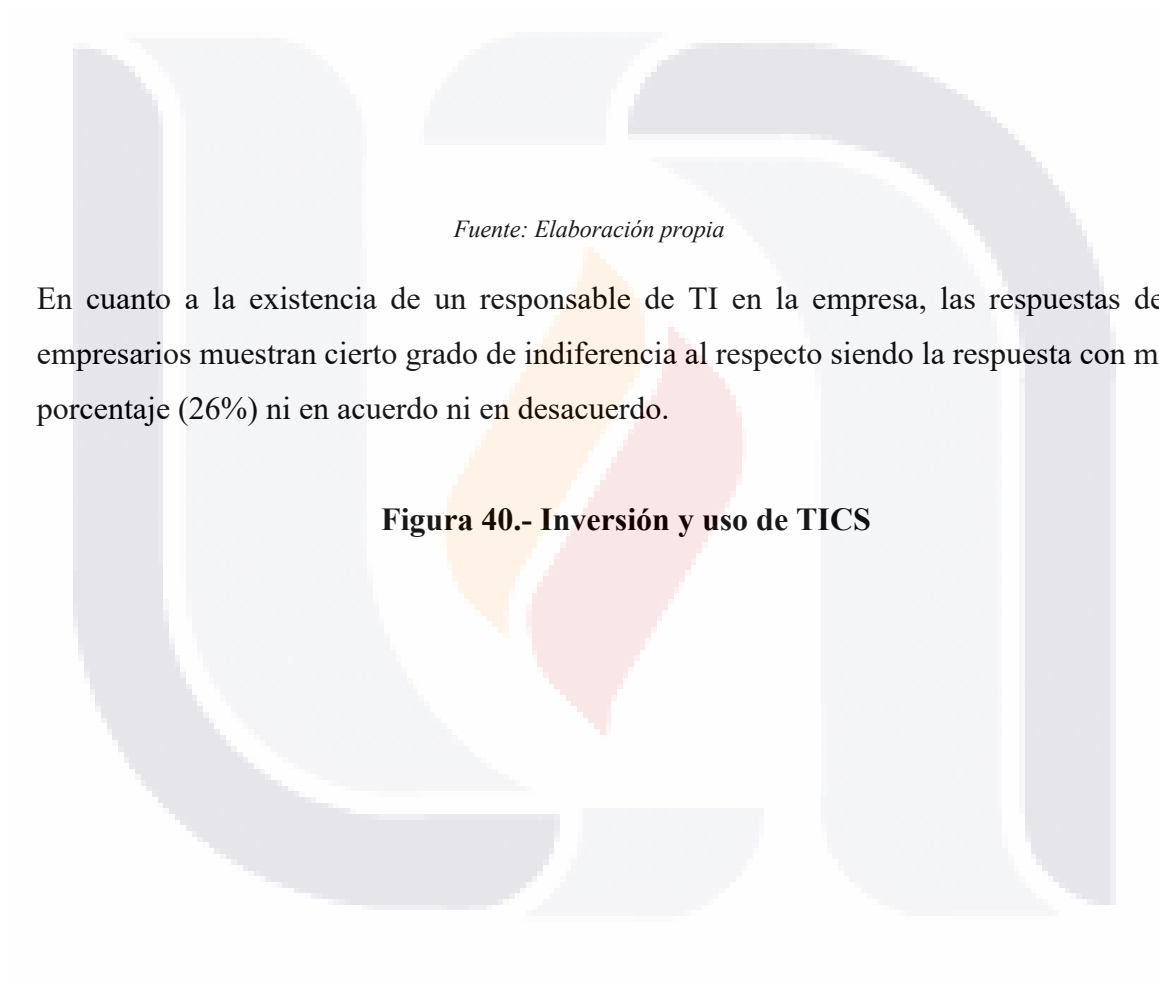 Fuente: Elaboración propia
En cuanto a la existencia de un responsable de TI en la empresa, las respuestas de
empresarios muestran cierto grado de indiferencia al respecto siendo la respuesta con m
porcentaje (26%) ni en acuerdo ni en desacuerdo.
Figura 40.- Inversión y uso de TICS